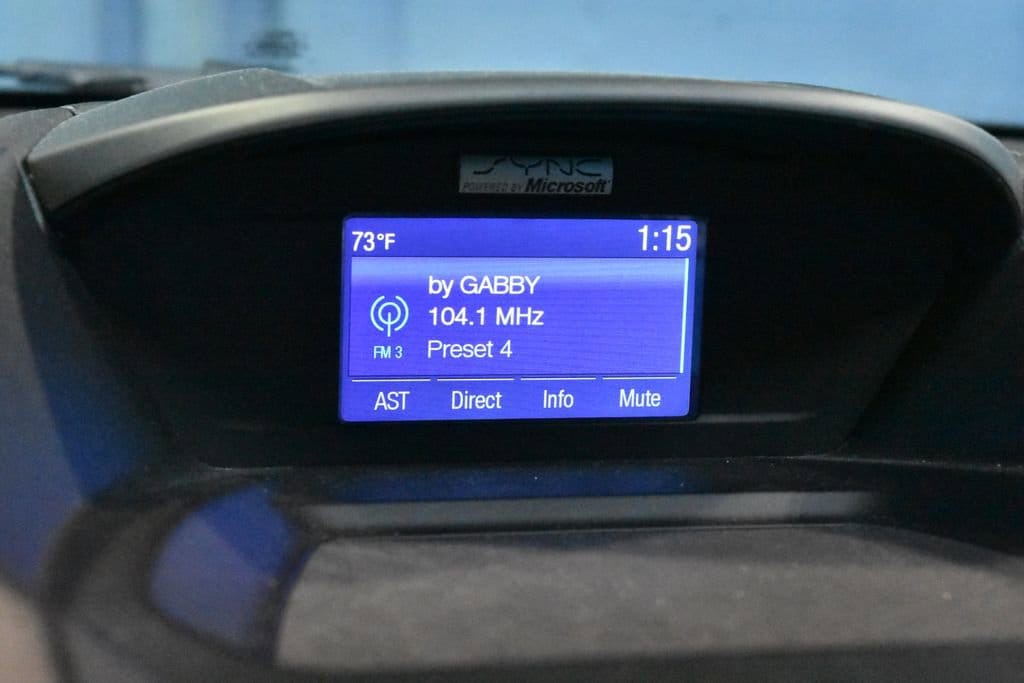 SYNC
POWERED BY Microsoft
73°F 1:15
by GABBY
104.1 MHz
FM 3 Preset 4
AST Direct Info Mute